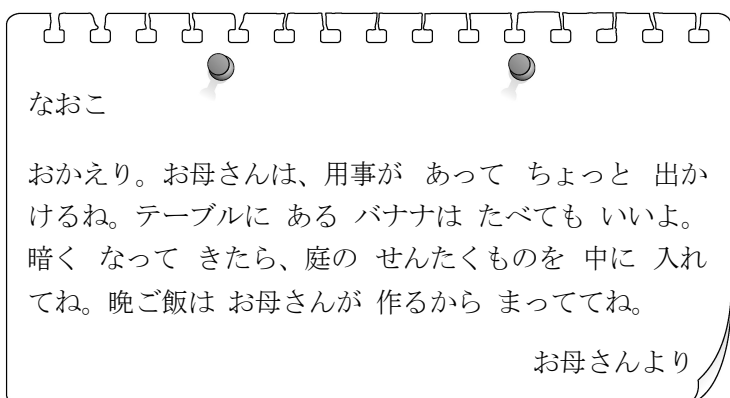 なおこ
おかえり。お母さんは、用事が あって ちょっと 出か
けるね。テーブルに ある バナナは たべても いいよ。
暗く なって きたら、庭の せんたくものを 中に 入れ
てね。晩ご飯は お母さんが 作るから まっててね。
お母さんより